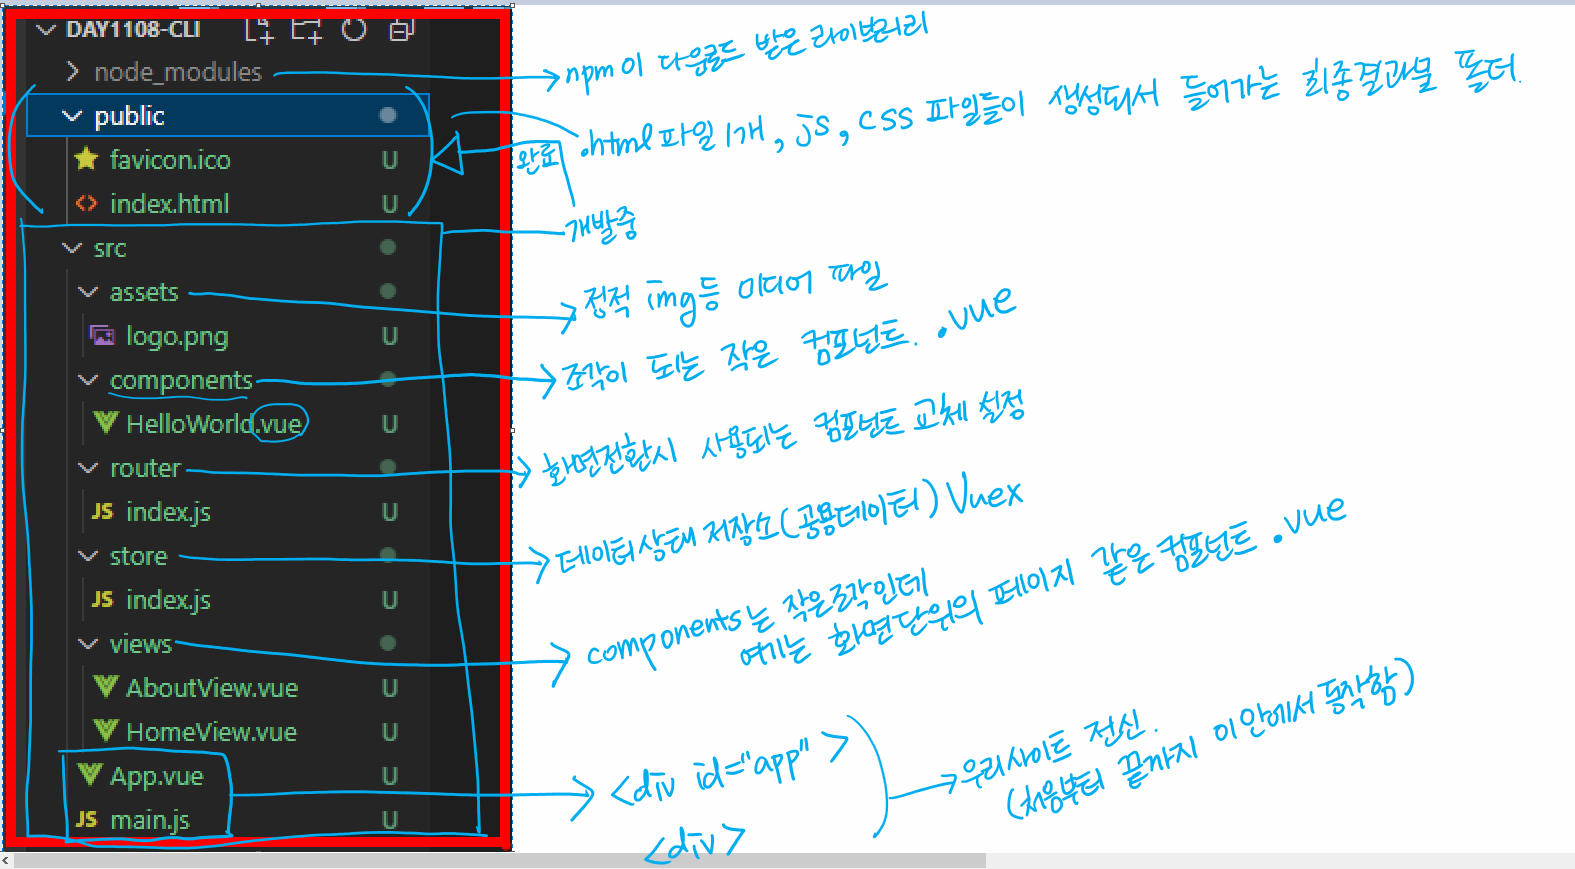 DAY1108-CLI
node_modules
npm이 다운로드 받은 라이브러리
public
.html파일 1개, js, css 파일들이 생성되서 들어가는 최종결과물 폴더.
favicon.ico U
완료
index.html U
개발중
src
assets
정적 img등 미디어 파일
logo.png U
components
조각이 되는 작은 컴포넌트. .vue
HelloWorld.vue U
router
화면전환시 사용되는 컴포넌트 교체 설정
index.js U
store
데이터상태 저장소(공용데이터) Vuex
index.js U
views
components는 작은조각인데
여기는 화면단위의 페이지 같은 컴포넌트 .vue
AboutView.vue U
HomeView.vue U
App.vue U
main.js U
<div id="app" >
<div>
우리사이트 전신.
(처음부터 끝까지 이안에서 동작함)